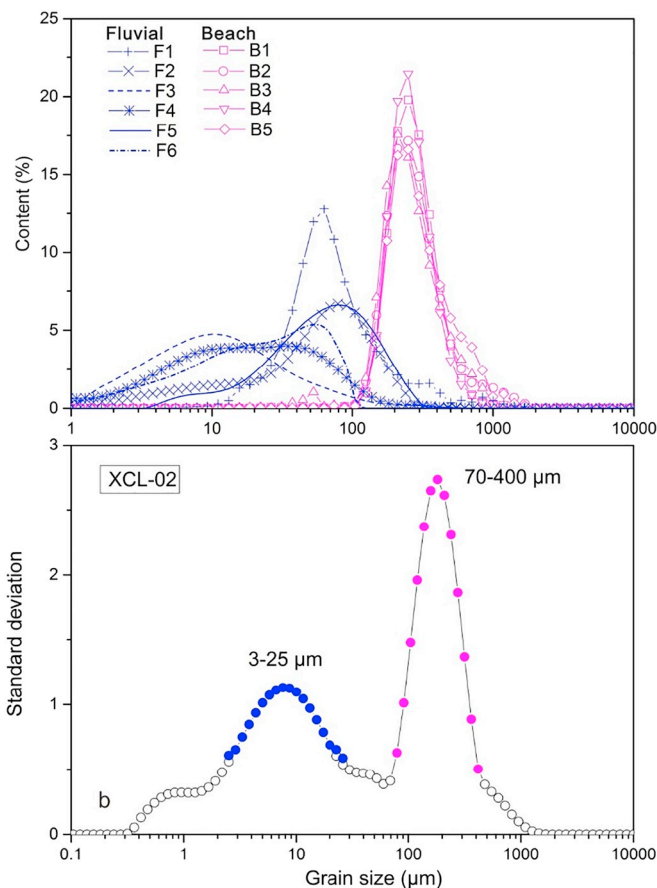 25
20
15
10
5
0
Content (%)
Fluvial Beach
F1 B1
F2 B2
F3 B3
F4 B4
F5 B5
F6
1 10 100 1000 10000
3
2
1
0
Standard deviation
XCL-02
70-400 μm
3-25 μm
b
0.1 1 10 100 1000 10000
Grain size (μm)